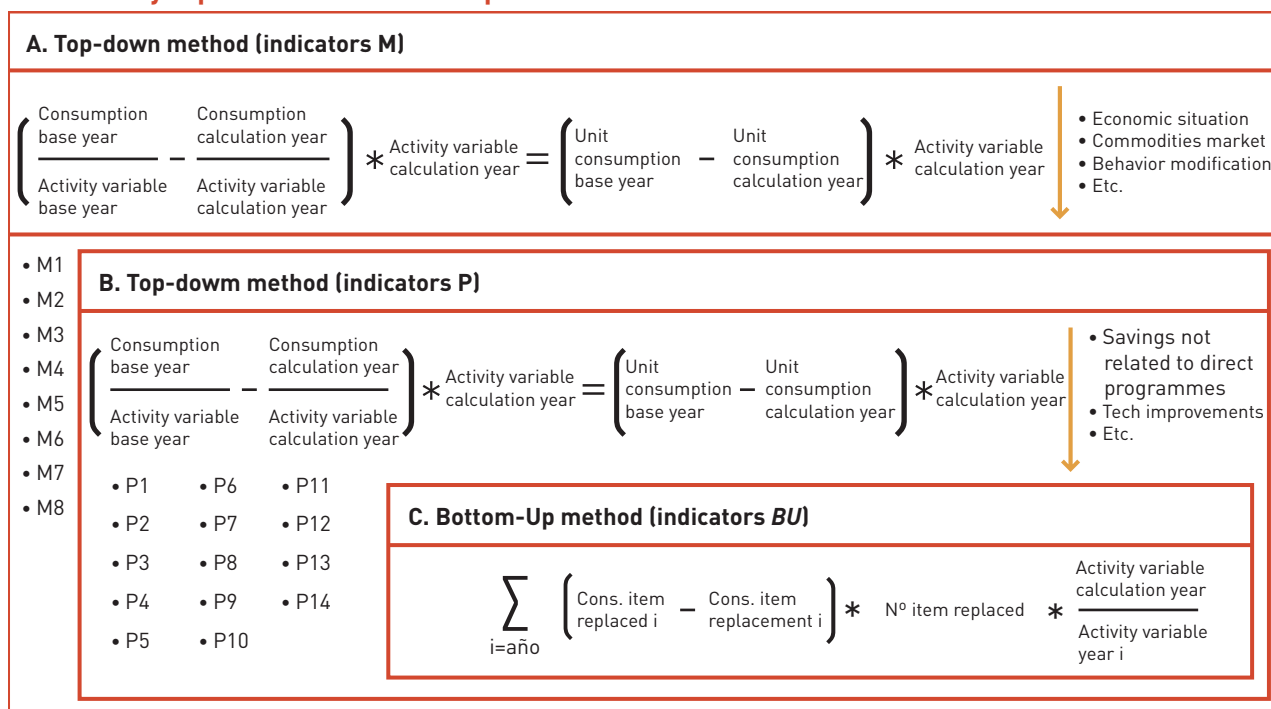 A. Top-down method (indicators M)
Consumption
base year
Activity variable
base year
–
Consumption
calculation year
Activity variable
calculation year
* Activity variable
calculation year
=
Unit
consumption
base year
–
Unit
consumption
calculation year
* Activity variable
calculation year
• Economic situation
• Commodities market
• Behavior modification
• Etc.
• M1
• M2
• M3
• M4
• M5
• M6
• M7
• M8
B. Top-dowm method (indicators P)
Consumption
base year
Activity variable
base year
–
Consumption
calculation year
Activity variable
calculation year
* Activity variable
calculation year
=
Unit
consumption
base year
–
Unit
consumption
calculation year
* Activity variable
calculation year
• Savings not
related to direct
programmes
• Tech improvements
• Etc.
• P1
• P2
• P3
• P4
• P5
• P6
• P7
• P8
• P9
• P10
• P11
• P12
• P13
• P14
C. Bottom-Up method (indicators BU)
∑
i=año
Cons. item
replaced i
–
Cons. item
replacement i
* Nº item replaced *
Activity variable
calculation year
Activity variable
year i